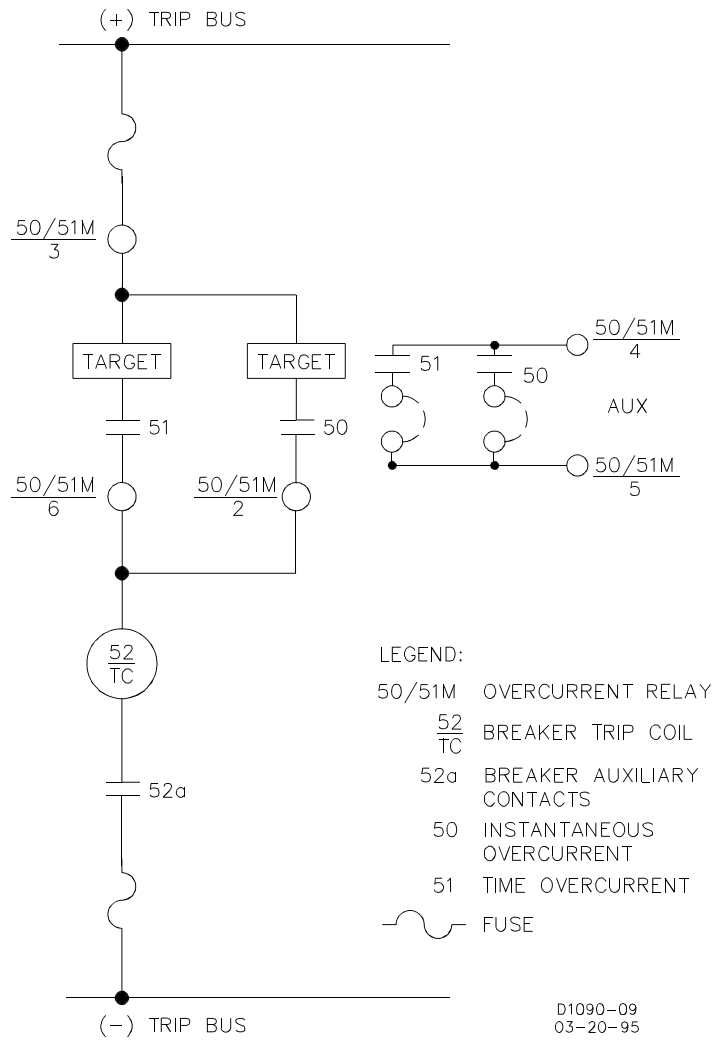 (+) TRIP BUS
50/51M
3
TARGET
TARGET
51
50
50/51M
6
50/51M
2
51
50
50/51M
4
AUX
50/51M
5
52
TC
52a
(-) TRIP BUS
LEGEND:
50/51M OVERCURRENT RELAY
52
TC
BREAKER TRIP COIL
52a BREAKER AUXILIARY
CONTACTS
50 INSTANTANEOUS
OVERCURRENT
51 TIME OVERCURRENT
FUSE
D1090-09
03-20-95